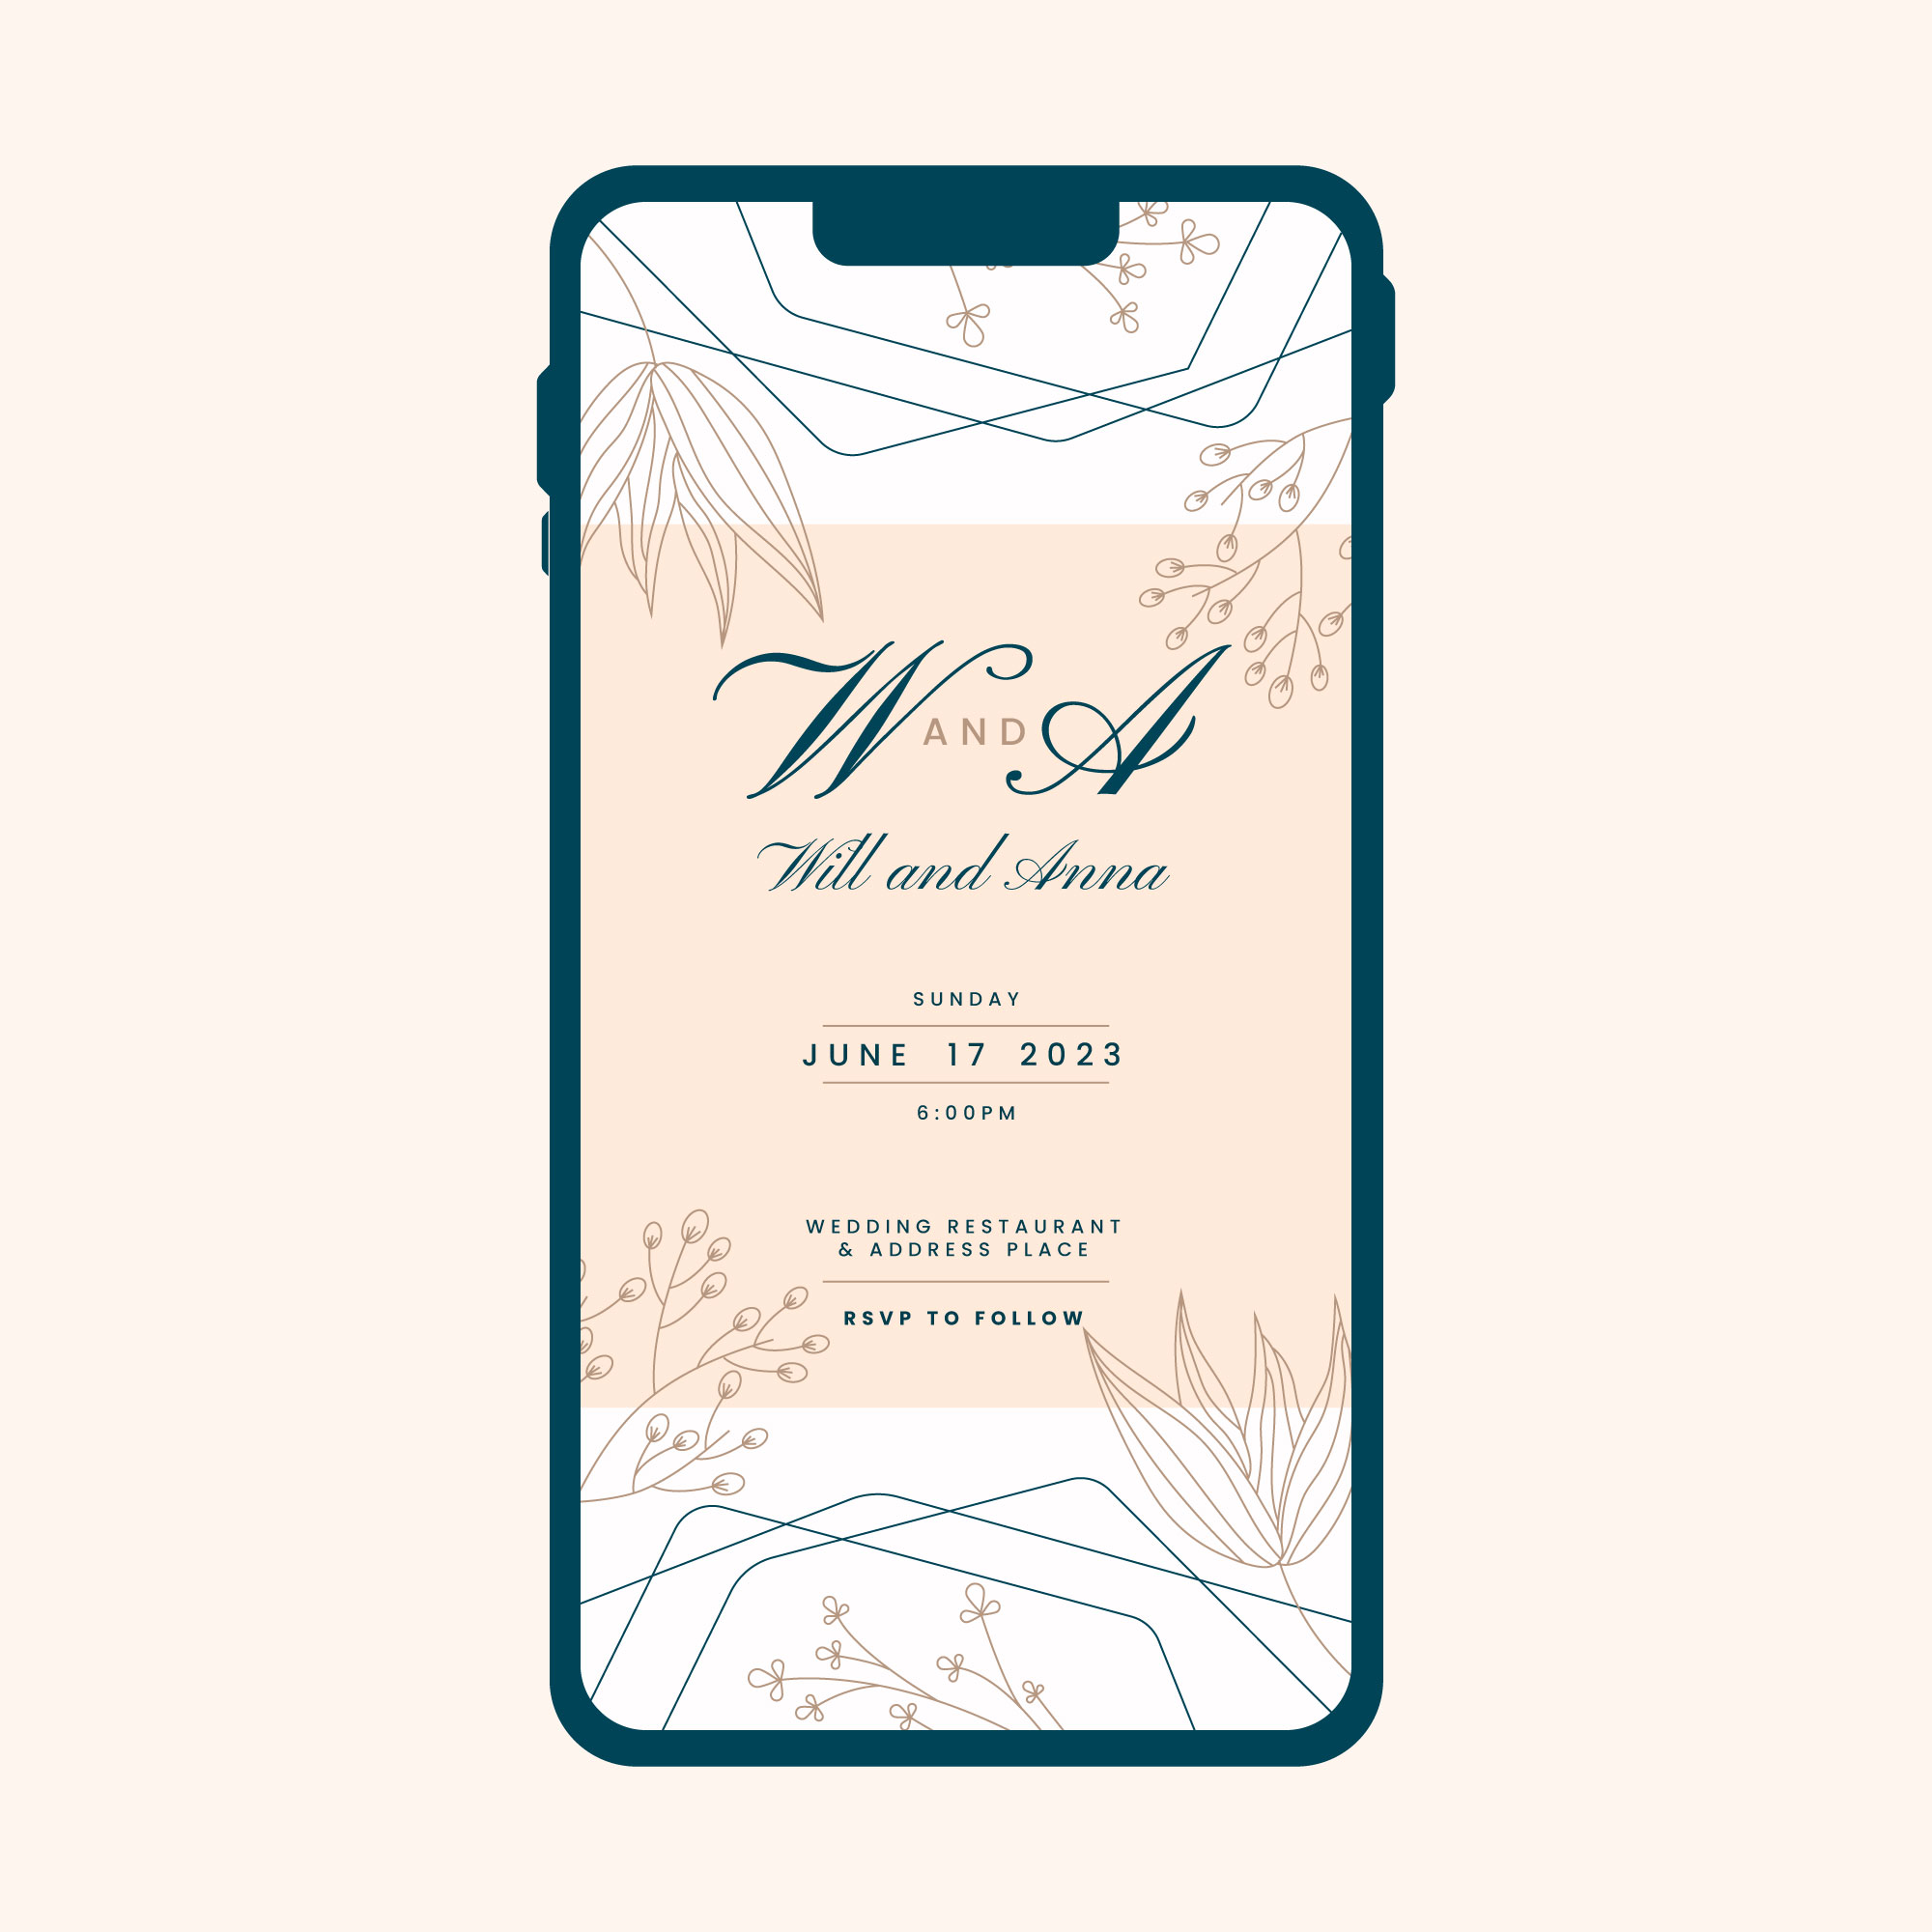 W AND A
Will and Anna
SUNDAY
JUNE 17 2023
6:00PM
WEDDING RESTAURANT
& ADDRESS PLACE
RSVP TO FOLLOW